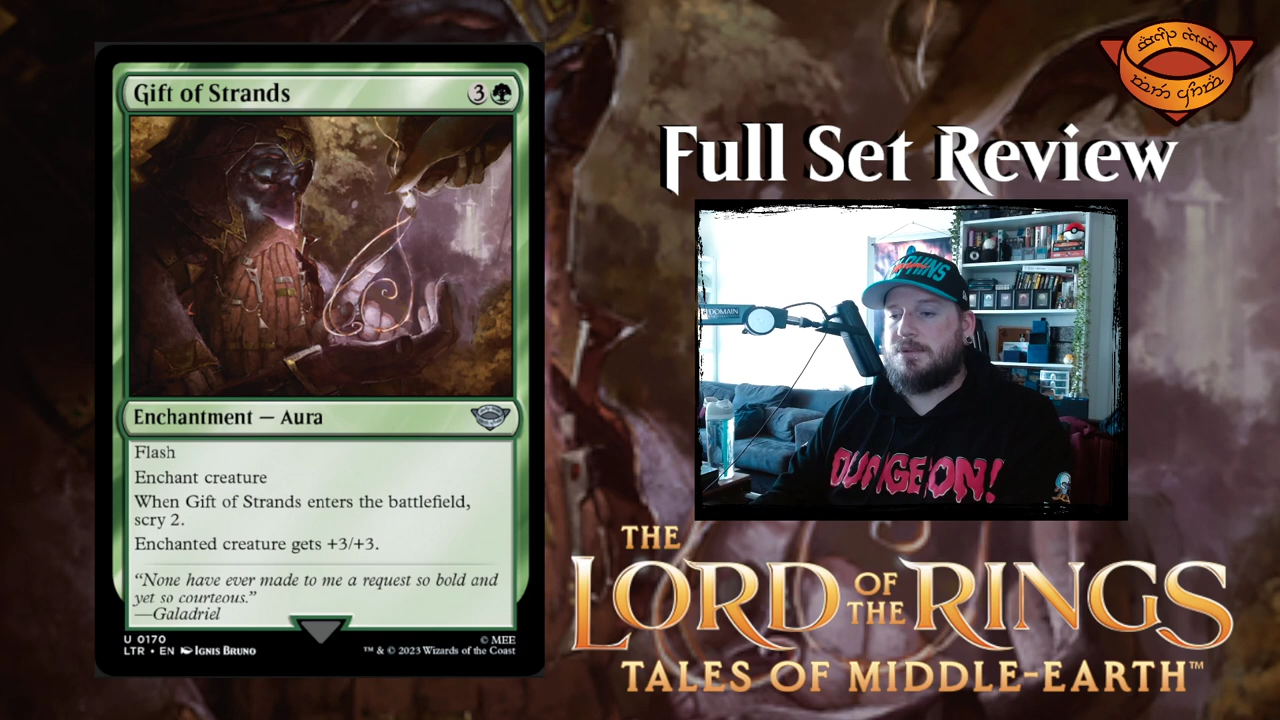 Gift of Strands
3
Enchantment — Aura
Flash
Enchant creature
When Gift of Strands enters the battlefield,
scry 2.
Enchanted creature gets +3/+3.
“None have ever made to me a request so bold and
yet so courteous.”
—Galadriel
U 0170
LTR • EN IGNIS BRUNO
© MEE
™ & © 2023 Wizards of the Coast
Full Set Review
DOMAIN
DUNGEON!
THE
LORD OF THE RINGS
TALES OF MIDDLE-EARTH™